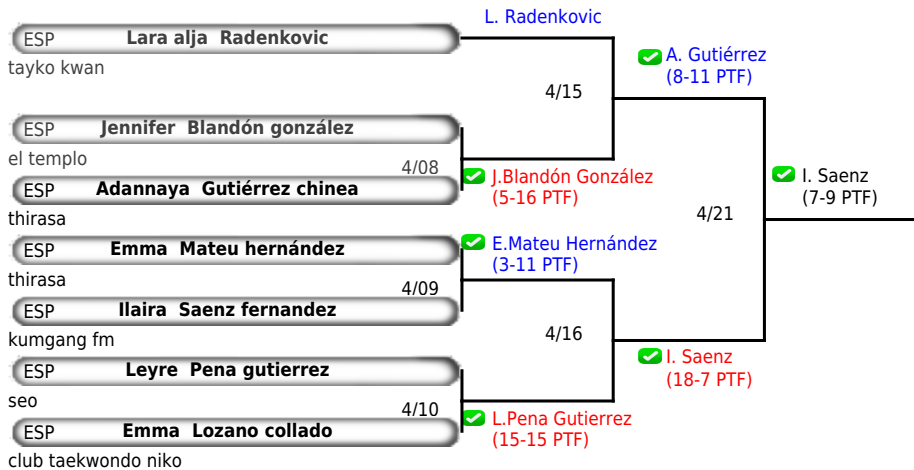 L. Radenkovic
ESP Lara alja Radenkovic
tayko kwan
A. Gutiérrez
(8-11 PTF)
4/15
ESP Jennifer Blandón gonzález
el templo
4/08
J.Blandón González
(5-16 PTF)
ESP Adannaya Gutiérrez chinea
thirasa
I. Saenz
(7-9 PTF)
4/21
ESP Emma Mateu hernández
thirasa
E.Mateu Hernández
(3-11 PTF)
4/09
ESP Ilaira Saenz fernandez
kumgang fm
4/16
I. Saenz
(18-7 PTF)
ESP Leyre Pena gutierrez
seo
4/10
L.Pena Gutierrez
(15-15 PTF)
ESP Emma Lozano collado
club taekwondo niko